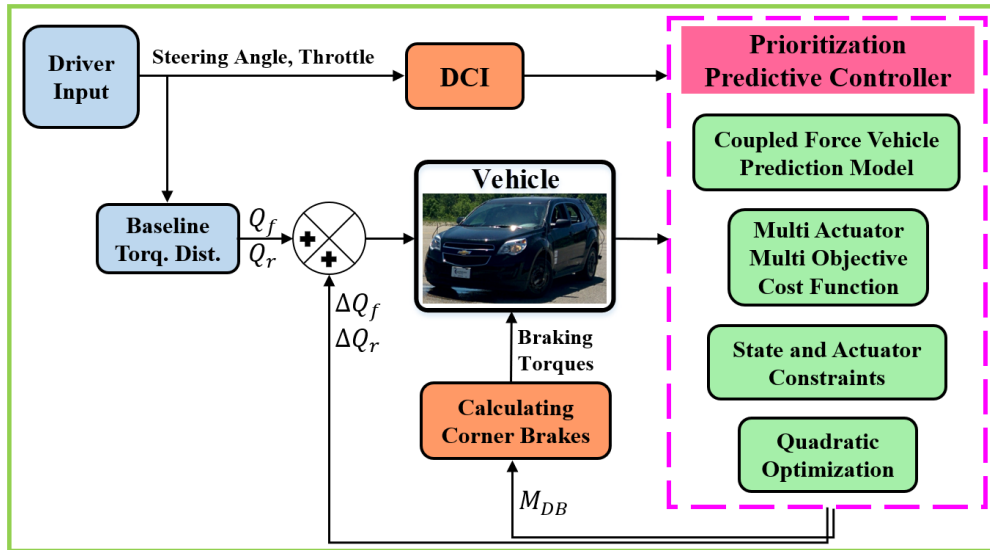 Driver
Input
Steering Angle, Throttle
DCI
Prioritization
Predictive Controller
Coupled Force Vehicle
Prediction Model
Multi Actuator
Multi Objective
Cost Function
State and Actuator
Constraints
Quadratic
Optimization
Baseline
Torq. Dist.
Q_f
Q_r
Vehicle
ΔQ_f
ΔQ_r
Braking
Torques
Calculating
Corner Brakes
M_DB